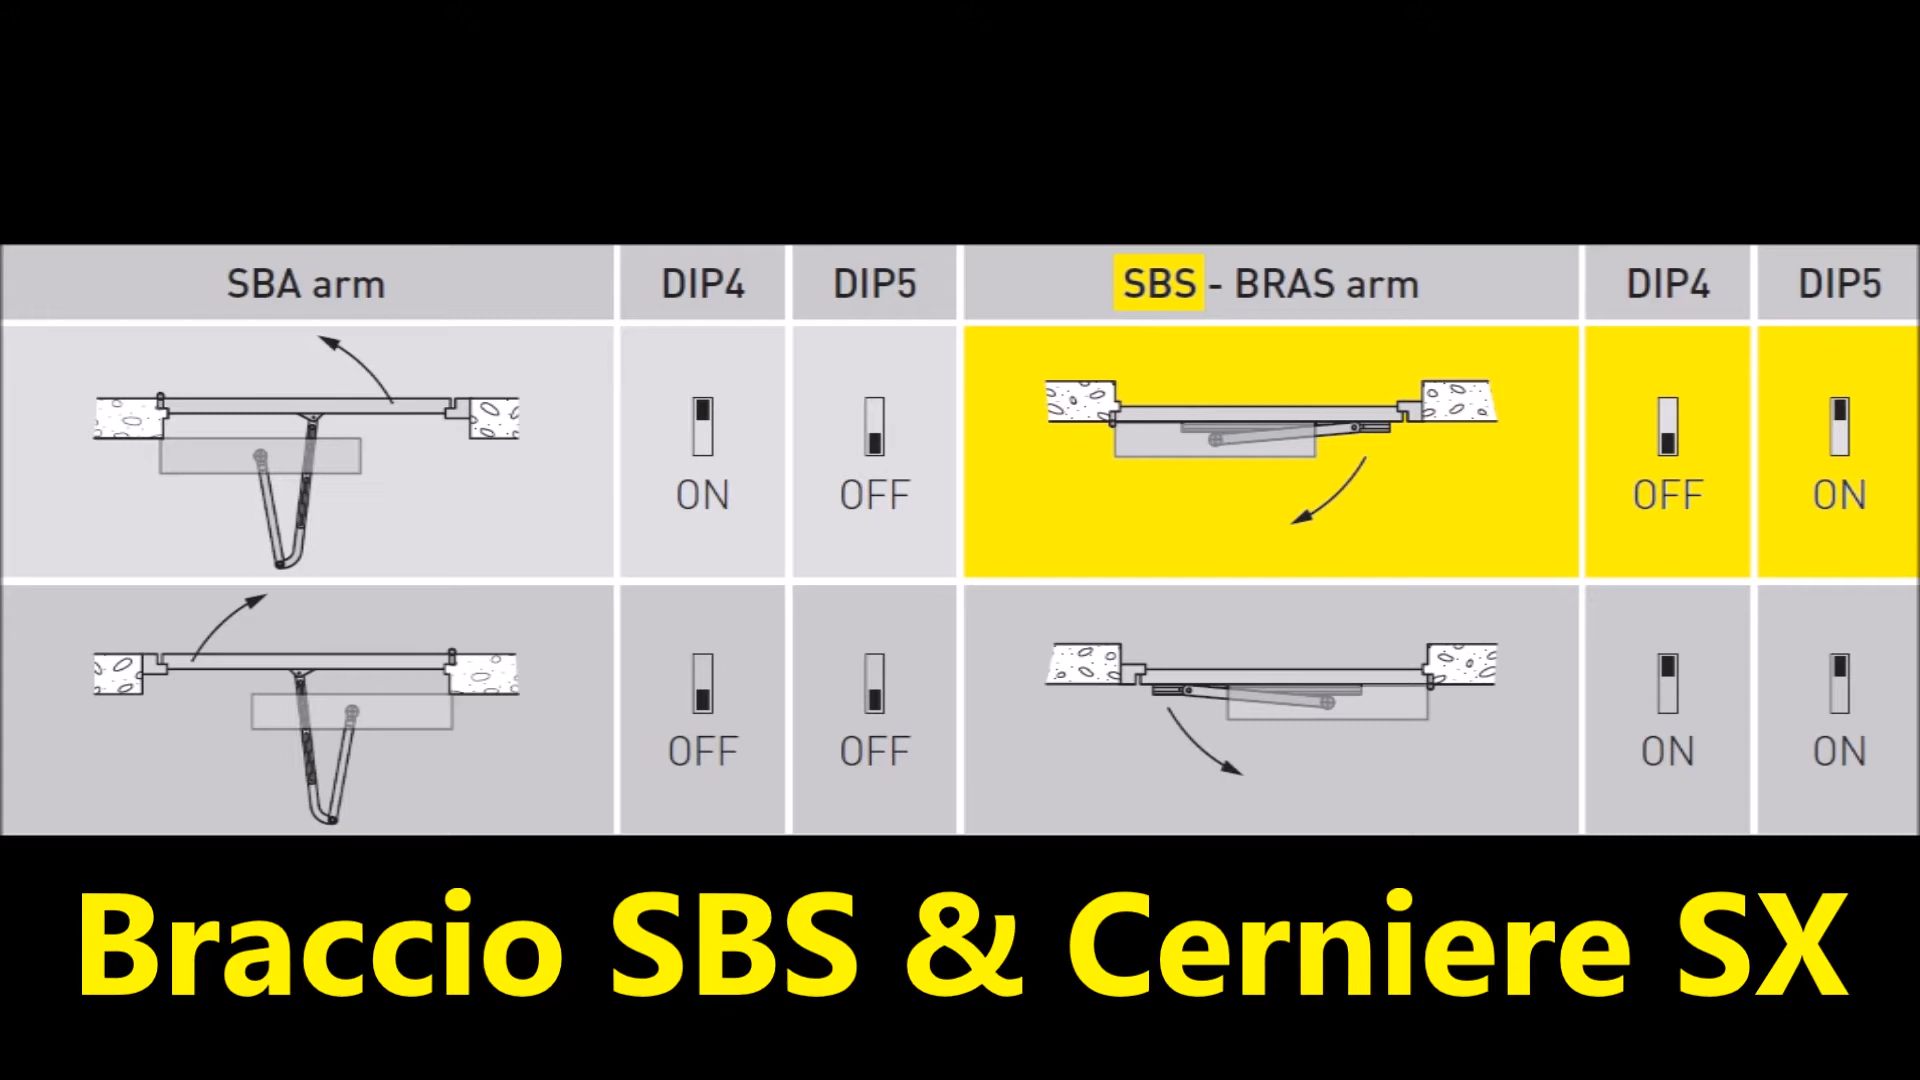 SBA arm DIP4 DIP5 SBS - BRAS arm DIP4 DIP5
ON OFF OFF ON
OFF OFF ON ON
Braccio SBS & Cerniere SX